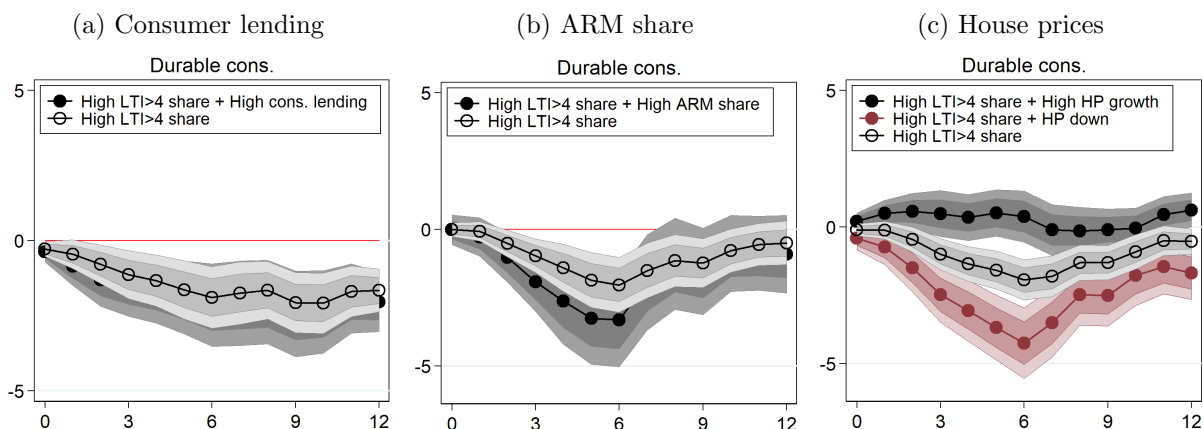 (a) Consumer lending
Durable cons.
5
High LTI>4 share + High cons. lending
High LTI>4 share
0
-5
0 3 6 9 12
(b) ARM share
Durable cons.
5
High LTI>4 share + High ARM share
High LTI>4 share
0
-5
0 3 6 9 12
(c) House prices
Durable cons.
5
High LTI>4 share + High HP growth
High LTI>4 share + HP down
High LTI>4 share
0
-5
0 3 6 9 12